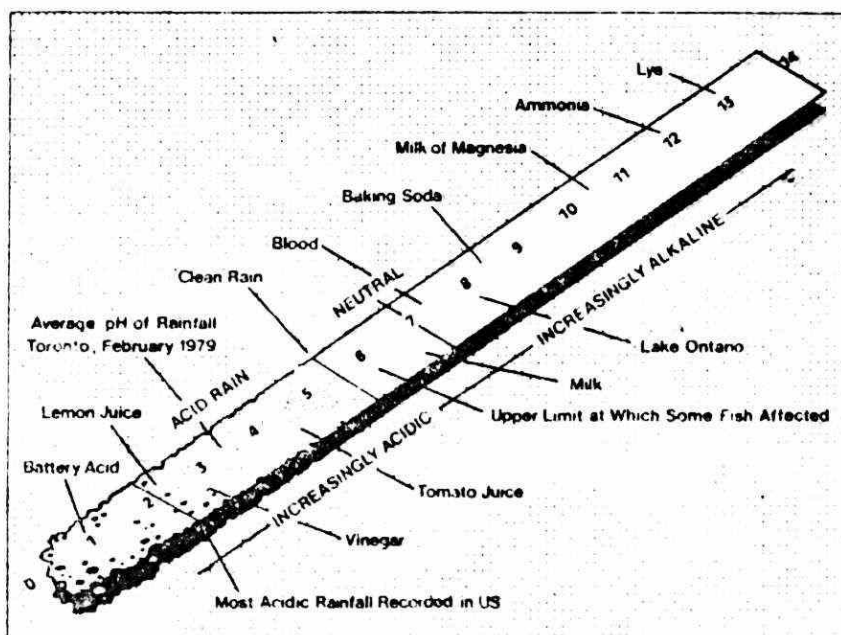 14
Lye
13
Ammonia
12
Milk of Magnesia
11
Baking Soda
10
9
Blood
8
NEUTRAL
Clean Rain
7
INCREASINGLY ALKALINE
Lake Ontario
Average pH of Rainfall
Toronto, February 1979
6
Milk
ACID RAIN
5
Upper Limit at Which Some Fish Affected
Lemon Juice
4
INCREASINGLY ACIDIC
Battery Acid
3
Tomato Juice
2
Vinegar
1
0
Most Acidic Rainfall Recorded in US